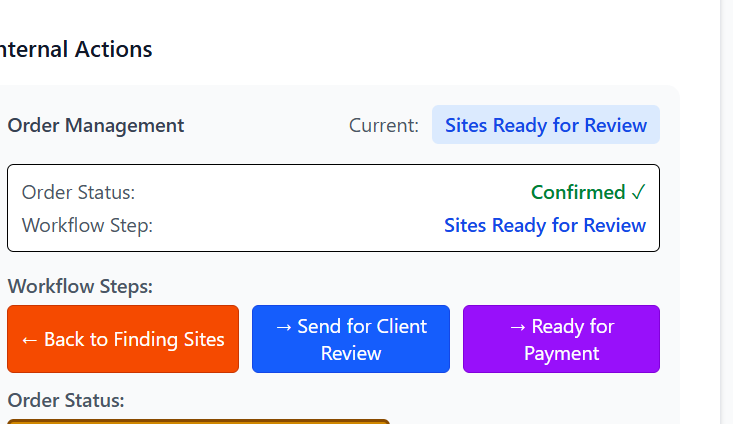 nternal Actions
Order Management
Current: Sites Ready for Review
Order Status: Confirmed ✓
Workflow Step: Sites Ready for Review
Workflow Steps:
← Back to Finding Sites
→ Send for Client
Review
→ Ready for
Payment
Order Status: